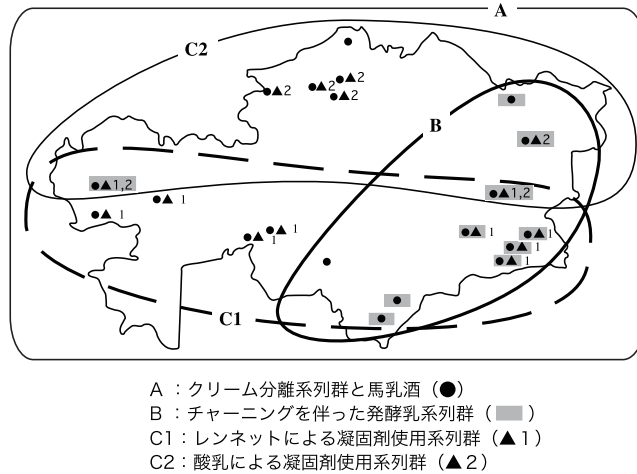 A
C2
●
●▲2
●▲2
●▲2
●▲2
●
B
●▲2
●▲1,2
●▲1,2
●▲1
●▲1
●▲1
●▲1
●▲1
●▲1
●▲1
●▲1
●
●
●
C1
A ：クリーム分離系列群と馬乳酒（●）
B ：チャーニングを伴った発酵乳系列群（ ）
C1：レンネットによる凝固剤使用系列群（▲1）
C2：酸乳による凝固剤使用系列群（▲2）